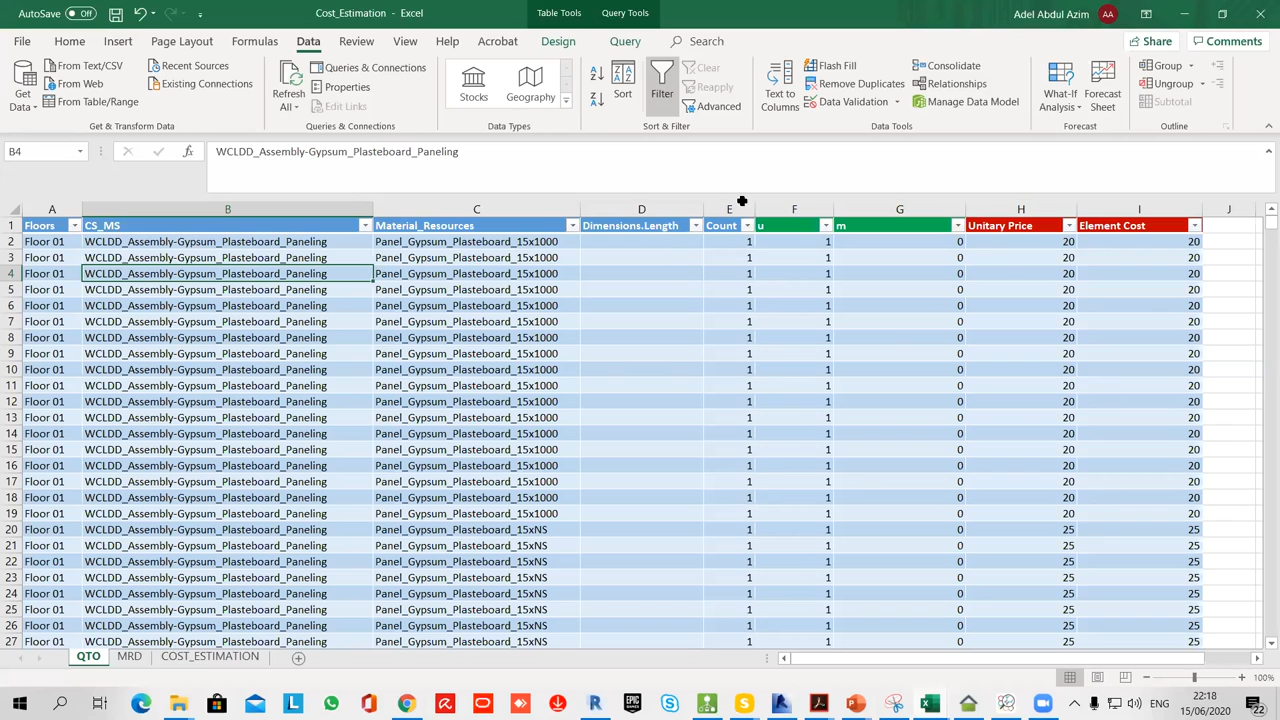 AutoSave Off Cost_Estimation - Excel Table Tools Query Tools Adel Abdul Azim AA
File Home Insert Page Layout Formulas Data Review View Help Acrobat Design Query Search Share Comments
Get Data From Text/CSV From Web From Table/Range Recent Sources Existing Connections
Refresh All Queries & Connections Properties Edit Links
Stocks Geography
Sort Filter Clear Reapply Advanced
Text to Columns Flash Fill Remove Duplicates Data Validation Consolidate Relationships Manage Data Model
What-If Analysis Forecast Sheet Group Ungroup Subtotal
Get & Transform Data Queries & Connections Data Types Sort & Filter Data Tools Forecast Outline
B4 fx WCLDD_Assembly-Gypsum_Plasteboard_Paneling
A B C D E F G H I J
1 Floors CS_MS Material_Resources Dimensions.Length Count u m Unitary Price Element Cost
2 Floor 01 WCLDD_Assembly-Gypsum_Plasteboard_Paneling Panel_Gypsum_Plasteboard_15x1000 1 1 0 20 20
3 Floor 01 WCLDD_Assembly-Gypsum_Plasteboard_Paneling Panel_Gypsum_Plasteboard_15x1000 1 1 0 20 20
4 Floor 01 WCLDD_Assembly-Gypsum_Plasteboard_Paneling Panel_Gypsum_Plasteboard_15x1000 1 1 0 20 20
5 Floor 01 WCLDD_Assembly-Gypsum_Plasteboard_Paneling Panel_Gypsum_Plasteboard_15x1000 1 1 0 20 20
6 Floor 01 WCLDD_Assembly-Gypsum_Plasteboard_Paneling Panel_Gypsum_Plasteboard_15x1000 1 1 0 20 20
7 Floor 01 WCLDD_Assembly-Gypsum_Plasteboard_Paneling Panel_Gypsum_Plasteboard_15x1000 1 1 0 20 20
8 Floor 01 WCLDD_Assembly-Gypsum_Plasteboard_Paneling Panel_Gypsum_Plasteboard_15x1000 1 1 0 20 20
9 Floor 01 WCLDD_Assembly-Gypsum_Plasteboard_Paneling Panel_Gypsum_Plasteboard_15x1000 1 1 0 20 20
10 Floor 01 WCLDD_Assembly-Gypsum_Plasteboard_Paneling Panel_Gypsum_Plasteboard_15x1000 1 1 0 20 20
11 Floor 01 WCLDD_Assembly-Gypsum_Plasteboard_Paneling Panel_Gypsum_Plasteboard_15x1000 1 1 0 20 20
12 Floor 01 WCLDD_Assembly-Gypsum_Plasteboard_Paneling Panel_Gypsum_Plasteboard_15x1000 1 1 0 20 20
13 Floor 01 WCLDD_Assembly-Gypsum_Plasteboard_Paneling Panel_Gypsum_Plasteboard_15x1000 1 1 0 20 20
14 Floor 01 WCLDD_Assembly-Gypsum_Plasteboard_Paneling Panel_Gypsum_Plasteboard_15x1000 1 1 0 20 20
15 Floor 01 WCLDD_Assembly-Gypsum_Plasteboard_Paneling Panel_Gypsum_Plasteboard_15x1000 1 1 0 20 20
16 Floor 01 WCLDD_Assembly-Gypsum_Plasteboard_Paneling Panel_Gypsum_Plasteboard_15x1000 1 1 0 20 20
17 Floor 01 WCLDD_Assembly-Gypsum_Plasteboard_Paneling Panel_Gypsum_Plasteboard_15x1000 1 1 0 20 20
18 Floor 01 WCLDD_Assembly-Gypsum_Plasteboard_Paneling Panel_Gypsum_Plasteboard_15x1000 1 1 0 20 20
19 Floor 01 WCLDD_Assembly-Gypsum_Plasteboard_Paneling Panel_Gypsum_Plasteboard_15x1000 1 1 0 20 20
20 Floor 01 WCLDD_Assembly-Gypsum_Plasteboard_Paneling Panel_Gypsum_Plasteboard_15xNS 1 1 0 25 25
21 Floor 01 WCLDD_Assembly-Gypsum_Plasteboard_Paneling Panel_Gypsum_Plasteboard_15xNS 1 1 0 25 25
22 Floor 01 WCLDD_Assembly-Gypsum_Plasteboard_Paneling Panel_Gypsum_Plasteboard_15xNS 1 1 0 25 25
23 Floor 01 WCLDD_Assembly-Gypsum_Plasteboard_Paneling Panel_Gypsum_Plasteboard_15xNS 1 1 0 25 25
24 Floor 01 WCLDD_Assembly-Gypsum_Plasteboard_Paneling Panel_Gypsum_Plasteboard_15xNS 1 1 0 25 25
25 Floor 01 WCLDD_Assembly-Gypsum_Plasteboard_Paneling Panel_Gypsum_Plasteboard_15xNS 1 1 0 25 25
26 Floor 01 WCLDD_Assembly-Gypsum_Plasteboard_Paneling Panel_Gypsum_Plasteboard_15xNS 1 1 0 25 25
27 Floor 01 WCLDD_Assembly-Gypsum_Plasteboard_Paneling Panel_Gypsum_Plasteboard_15xNS 1 1 0 25 25
QTO MRD COST_ESTIMATION
100%
ENG 22:18
15/06/2020 22